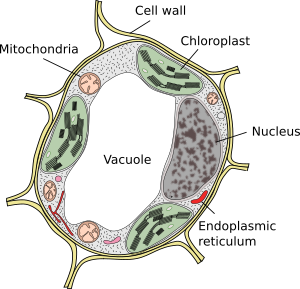 Cell wall
Chloroplast
Mitochondria
Nucleus
Vacuole
Endoplasmic
reticulum